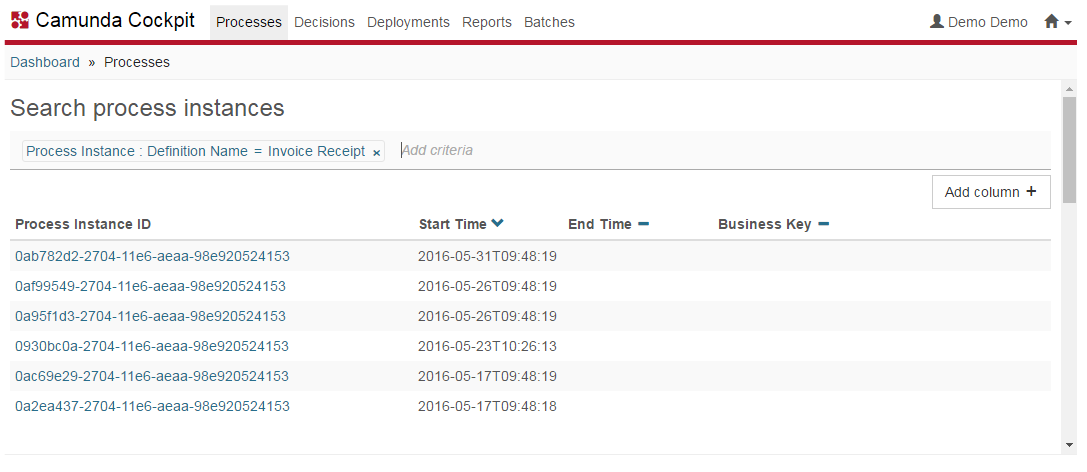 Camunda Cockpit Processes Decisions Deployments Reports Batches Demo Demo
Dashboard » Processes
Search process instances
Process Instance : Definition Name = Invoice Receipt × Add criteria
Add column +
Process Instance ID Start Time End Time Business Key
0ab782d2-2704-11e6-aeaa-98e920524153 2016-05-31T09:48:19
0af99549-2704-11e6-aeaa-98e920524153 2016-05-26T09:48:19
0a95f1d3-2704-11e6-aeaa-98e920524153 2016-05-26T09:48:19
0930bc0a-2704-11e6-aeaa-98e920524153 2016-05-23T10:26:13
0ac69e29-2704-11e6-aeaa-98e920524153 2016-05-17T09:48:19
0a2ea437-2704-11e6-aeaa-98e920524153 2016-05-17T09:48:18